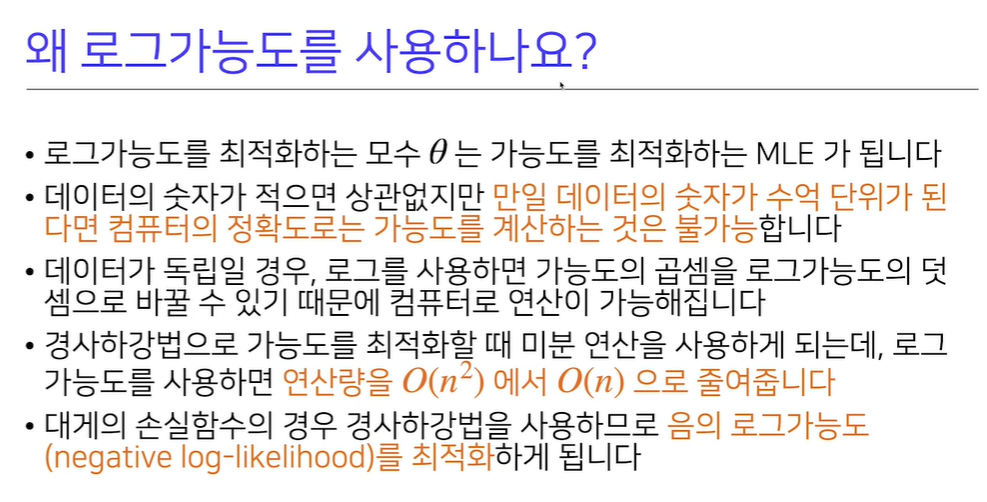 왜 로그가능도를 사용하나요?
• 로그가능도를 최적화하는 모수 θ 는 가능도를 최적화하는 MLE 가 됩니다
• 데이터의 숫자가 적으면 상관없지만 만일 데이터의 숫자가 수억 단위가 된
다면 컴퓨터의 정확도로는 가능도를 계산하는 것은 불가능합니다
• 데이터가 독립일 경우, 로그를 사용하면 가능도의 곱셈을 로그가능도의 덧
셈으로 바꿀 수 있기 때문에 컴퓨터로 연산이 가능해집니다
• 경사하강법으로 가능도를 최적화할 때 미분 연산을 사용하게 되는데, 로그
가능도를 사용하면 연산량을 O(n²) 에서 O(n) 으로 줄여줍니다
• 대게의 손실함수의 경우 경사하강법을 사용하므로 음의 로그가능도
(negative log-likelihood)를 최적화하게 됩니다